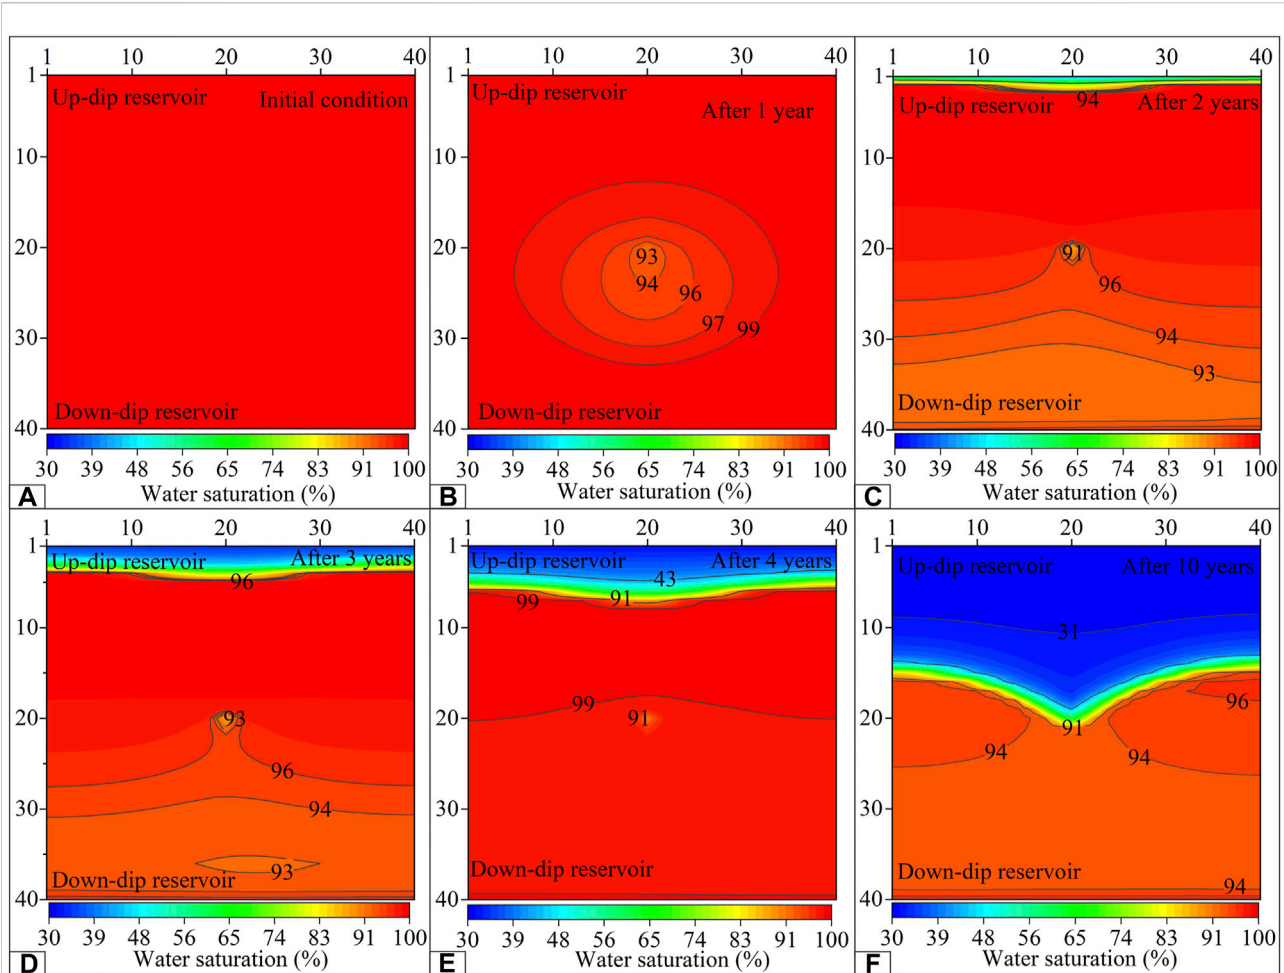 1 10 20 30 40
1
Up-dip reservoir Initial condition
10
20
30
Down-dip reservoir
40
30 39 48 56 65 74 83 91 100
A Water saturation (%)
1 10 20 30 40
1
Up-dip reservoir
After 1 year
10
20
93
94
96
97 99
30
Down-dip reservoir
40
30 39 48 56 65 74 83 91 100
B Water saturation (%)
1 10 20 30 40
1
94
Up-dip reservoir After 2 years
10
20
91
96
30
94
93
Down-dip reservoir
40
30 39 48 56 65 74 83 91 100
C Water saturation (%)
1 10 20 30 40
1
Up-dip reservoir After 3 years
96
10
20
93
96
30
94
93
Down-dip reservoir
40
30 39 48 56 65 74 83 91 100
D Water saturation (%)
1 10 20 30 40
1
Up-dip reservoir After 4 years
43
99 91
10
99
20
91
30
Down-dip reservoir
40
30 39 48 56 65 74 83 91 100
E Water saturation (%)
1 10 20 30 40
1
Up-dip reservoir After 10 years
10
31
96
20
91
94 94
30
Down-dip reservoir
94
40
30 39 48 56 65 74 83 91 100
F Water saturation (%)